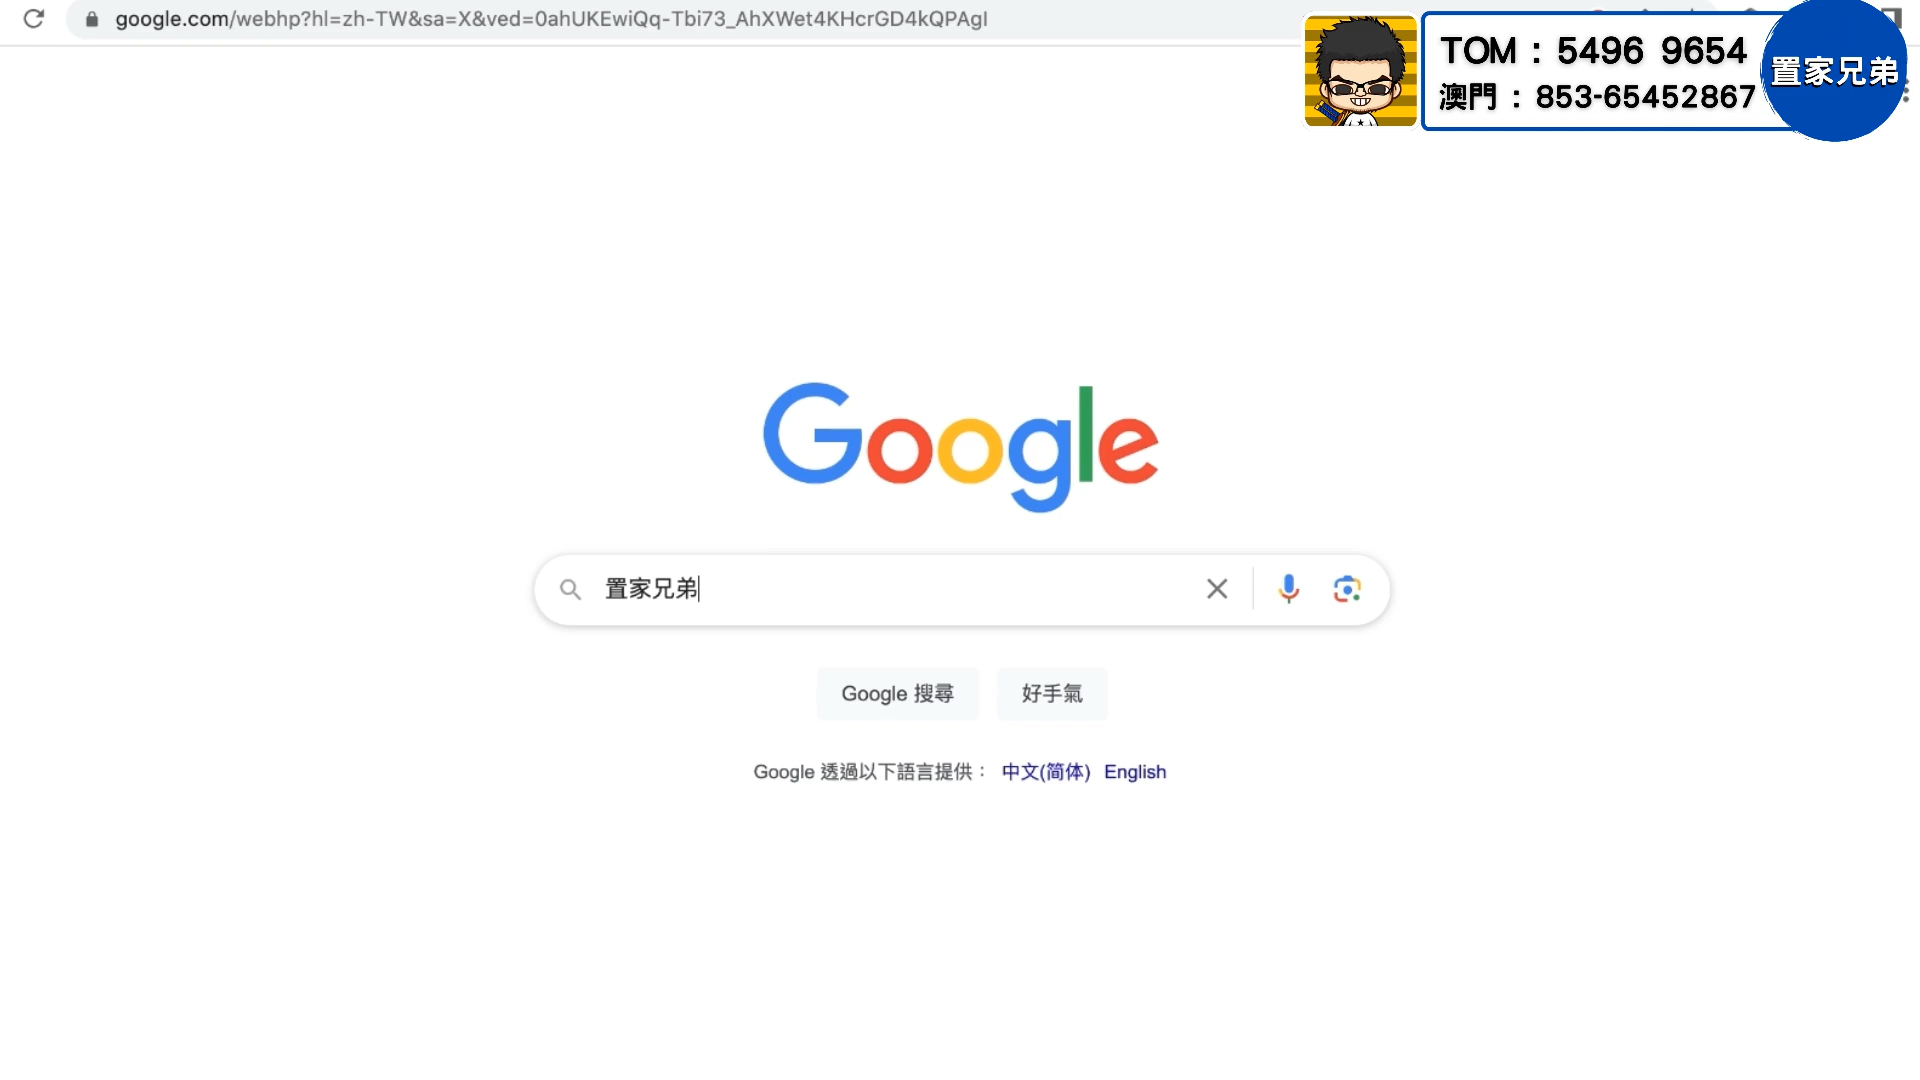 google.com/webhp?hl=zh-TW&sa=X&ved=0ahUKEwiQq-Tbi73_AhXWet4KHcrGD4kQPAgI
TOM : 5496 9654
澳門 : 853-65452867
置家兄弟
Google
置家兄弟
Google 搜尋
好手氣
Google 透過以下語言提供： 中文(简体) English